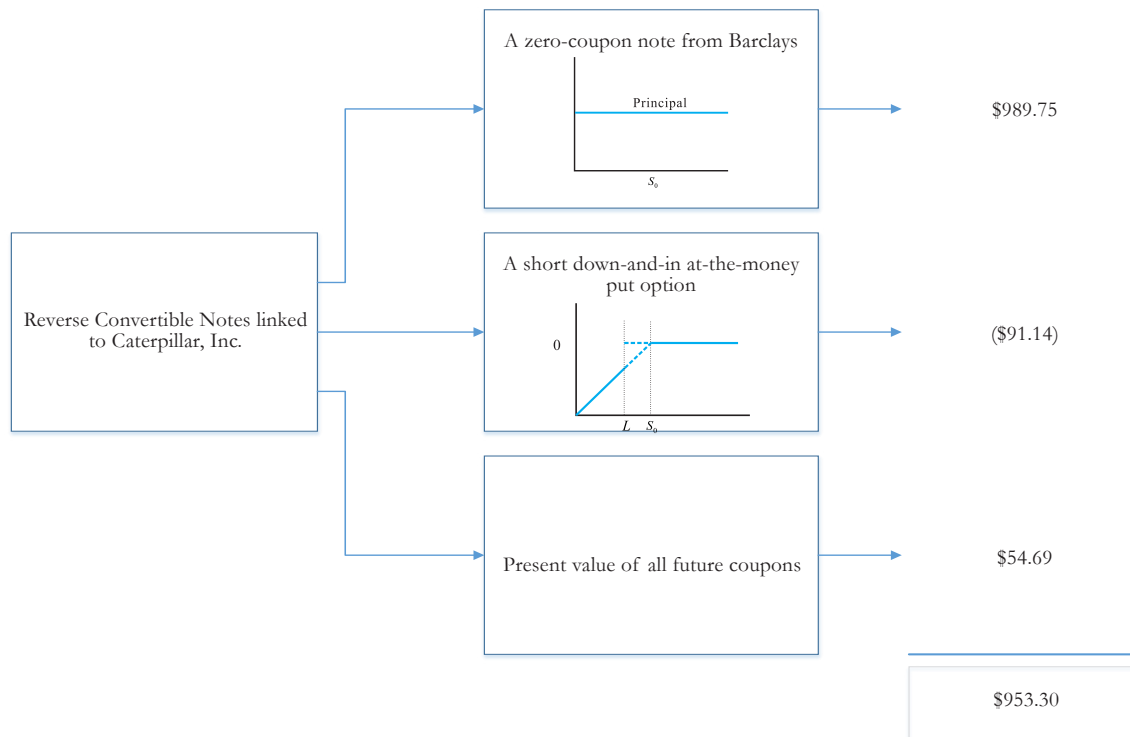 A zero-coupon note from Barclays
Principal
S₀
$989.75
Reverse Convertible Notes linked
to Caterpillar, Inc.
A short down-and-in at-the-money
put option
0
L S₀
($91.14)
Present value of all future coupons
$54.69
$953.30